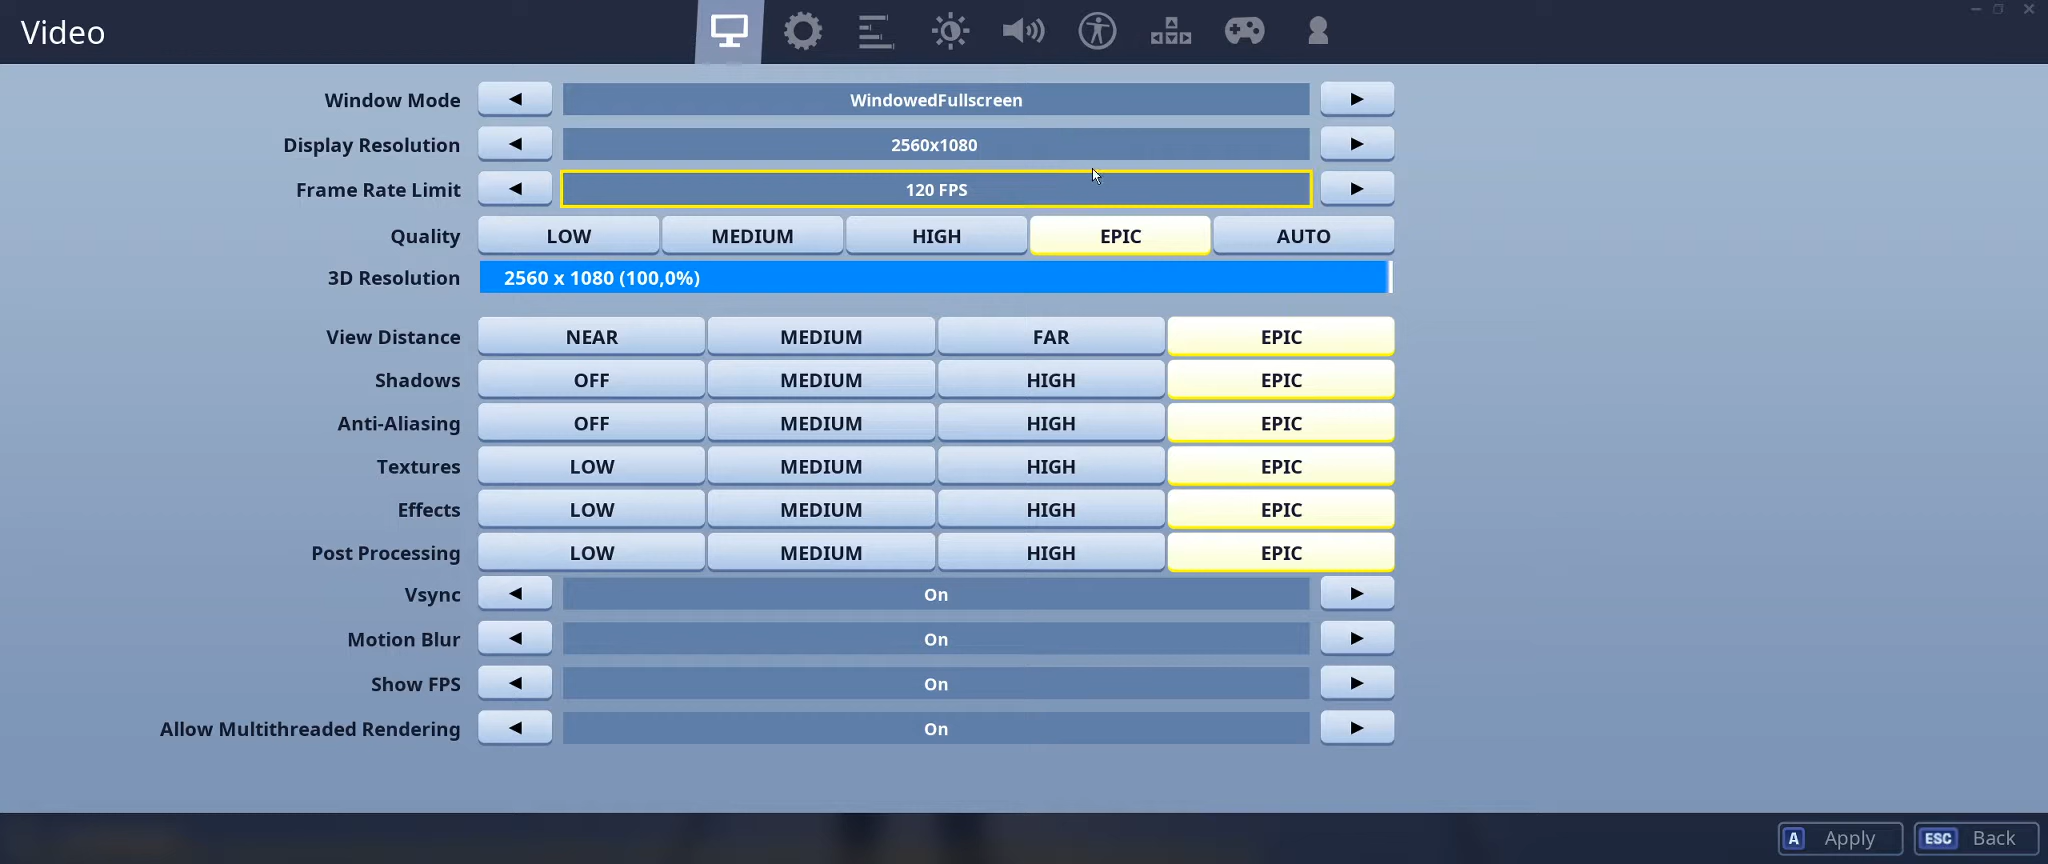 Video
Window Mode WindowedFullscreen
Display Resolution 2560x1080
Frame Rate Limit 120 FPS
Quality LOW MEDIUM HIGH EPIC AUTO
3D Resolution 2560 x 1080 (100,0%)
View Distance NEAR MEDIUM FAR EPIC
Shadows OFF MEDIUM HIGH EPIC
Anti-Aliasing OFF MEDIUM HIGH EPIC
Textures LOW MEDIUM HIGH EPIC
Effects LOW MEDIUM HIGH EPIC
Post Processing LOW MEDIUM HIGH EPIC
Vsync On
Motion Blur On
Show FPS On
Allow Multithreaded Rendering On
A Apply ESC Back